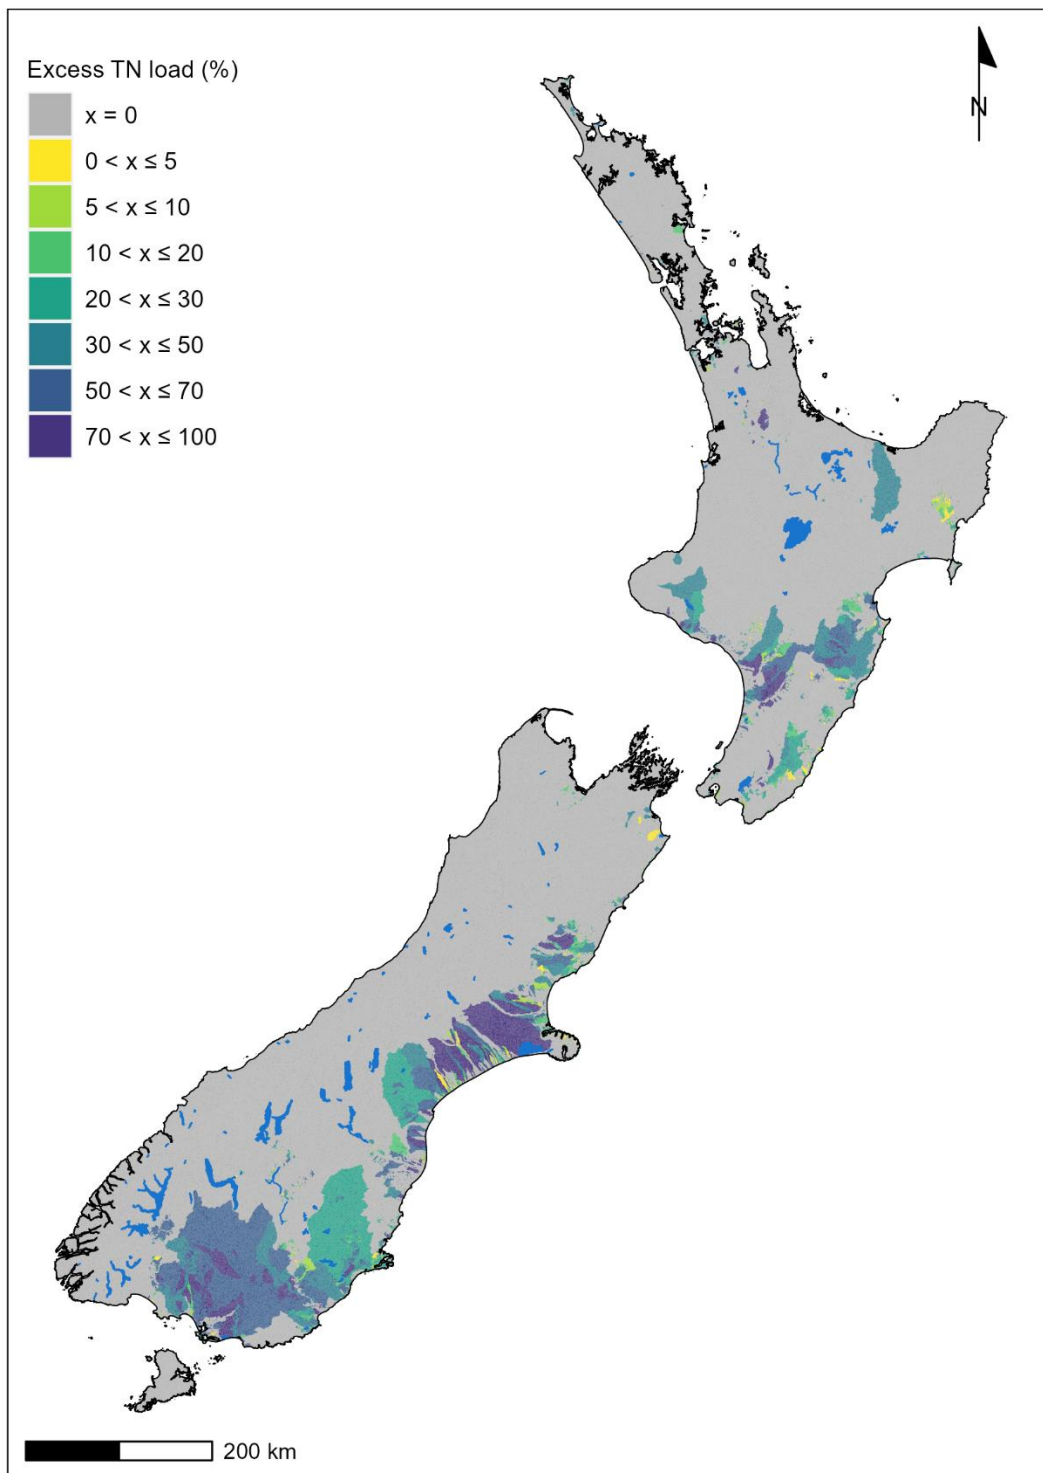 Excess TN load (%)
x = 0
0 < x ≤ 5
5 < x ≤ 10
10 < x ≤ 20
20 < x ≤ 30
30 < x ≤ 50
50 < x ≤ 70
70 < x ≤ 100
N
200 km